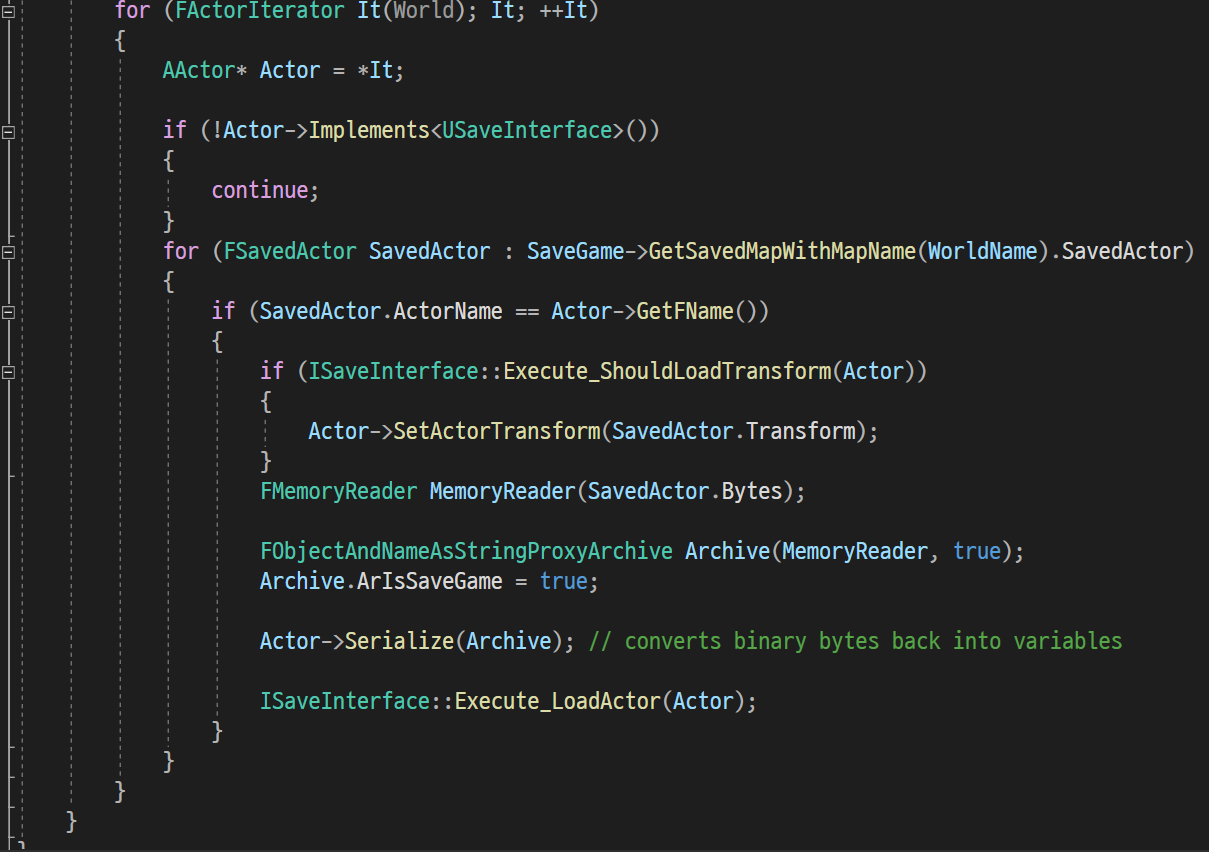 for (FActorIterator It(World); It; ++It)
{
AActor* Actor = *It;
if (!Actor->Implements<USaveInterface>())
{
continue;
}
for (FSavedActor SavedActor : SaveGame->GetSavedMapWithMapName(WorldName).SavedActor)
{
if (SavedActor.ActorName == Actor->GetFName())
{
if (ISaveInterface::Execute_ShouldLoadTransform(Actor))
{
Actor->SetActorTransform(SavedActor.Transform);
}
FMemoryReader MemoryReader(SavedActor.Bytes);
FObjectAndNameAsStringProxyArchive Archive(MemoryReader, true);
Archive.ArIsSaveGame = true;
Actor->Serialize(Archive); // converts binary bytes back into variables
ISaveInterface::Execute_LoadActor(Actor);
}
}
}
}
}